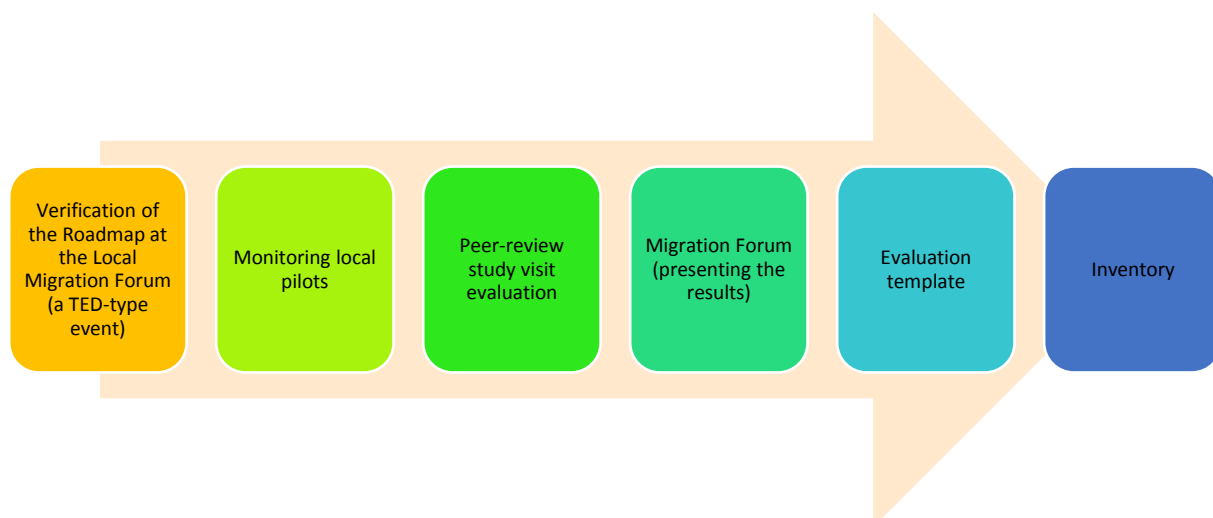 Verification of
the Roadmap at
the Local
Migration Forum
(a TED-type
event)
Monitoring local
pilots
Peer-review
study visit
evaluation
Migration Forum
(presenting the
results)
Evaluation
template
Inventory